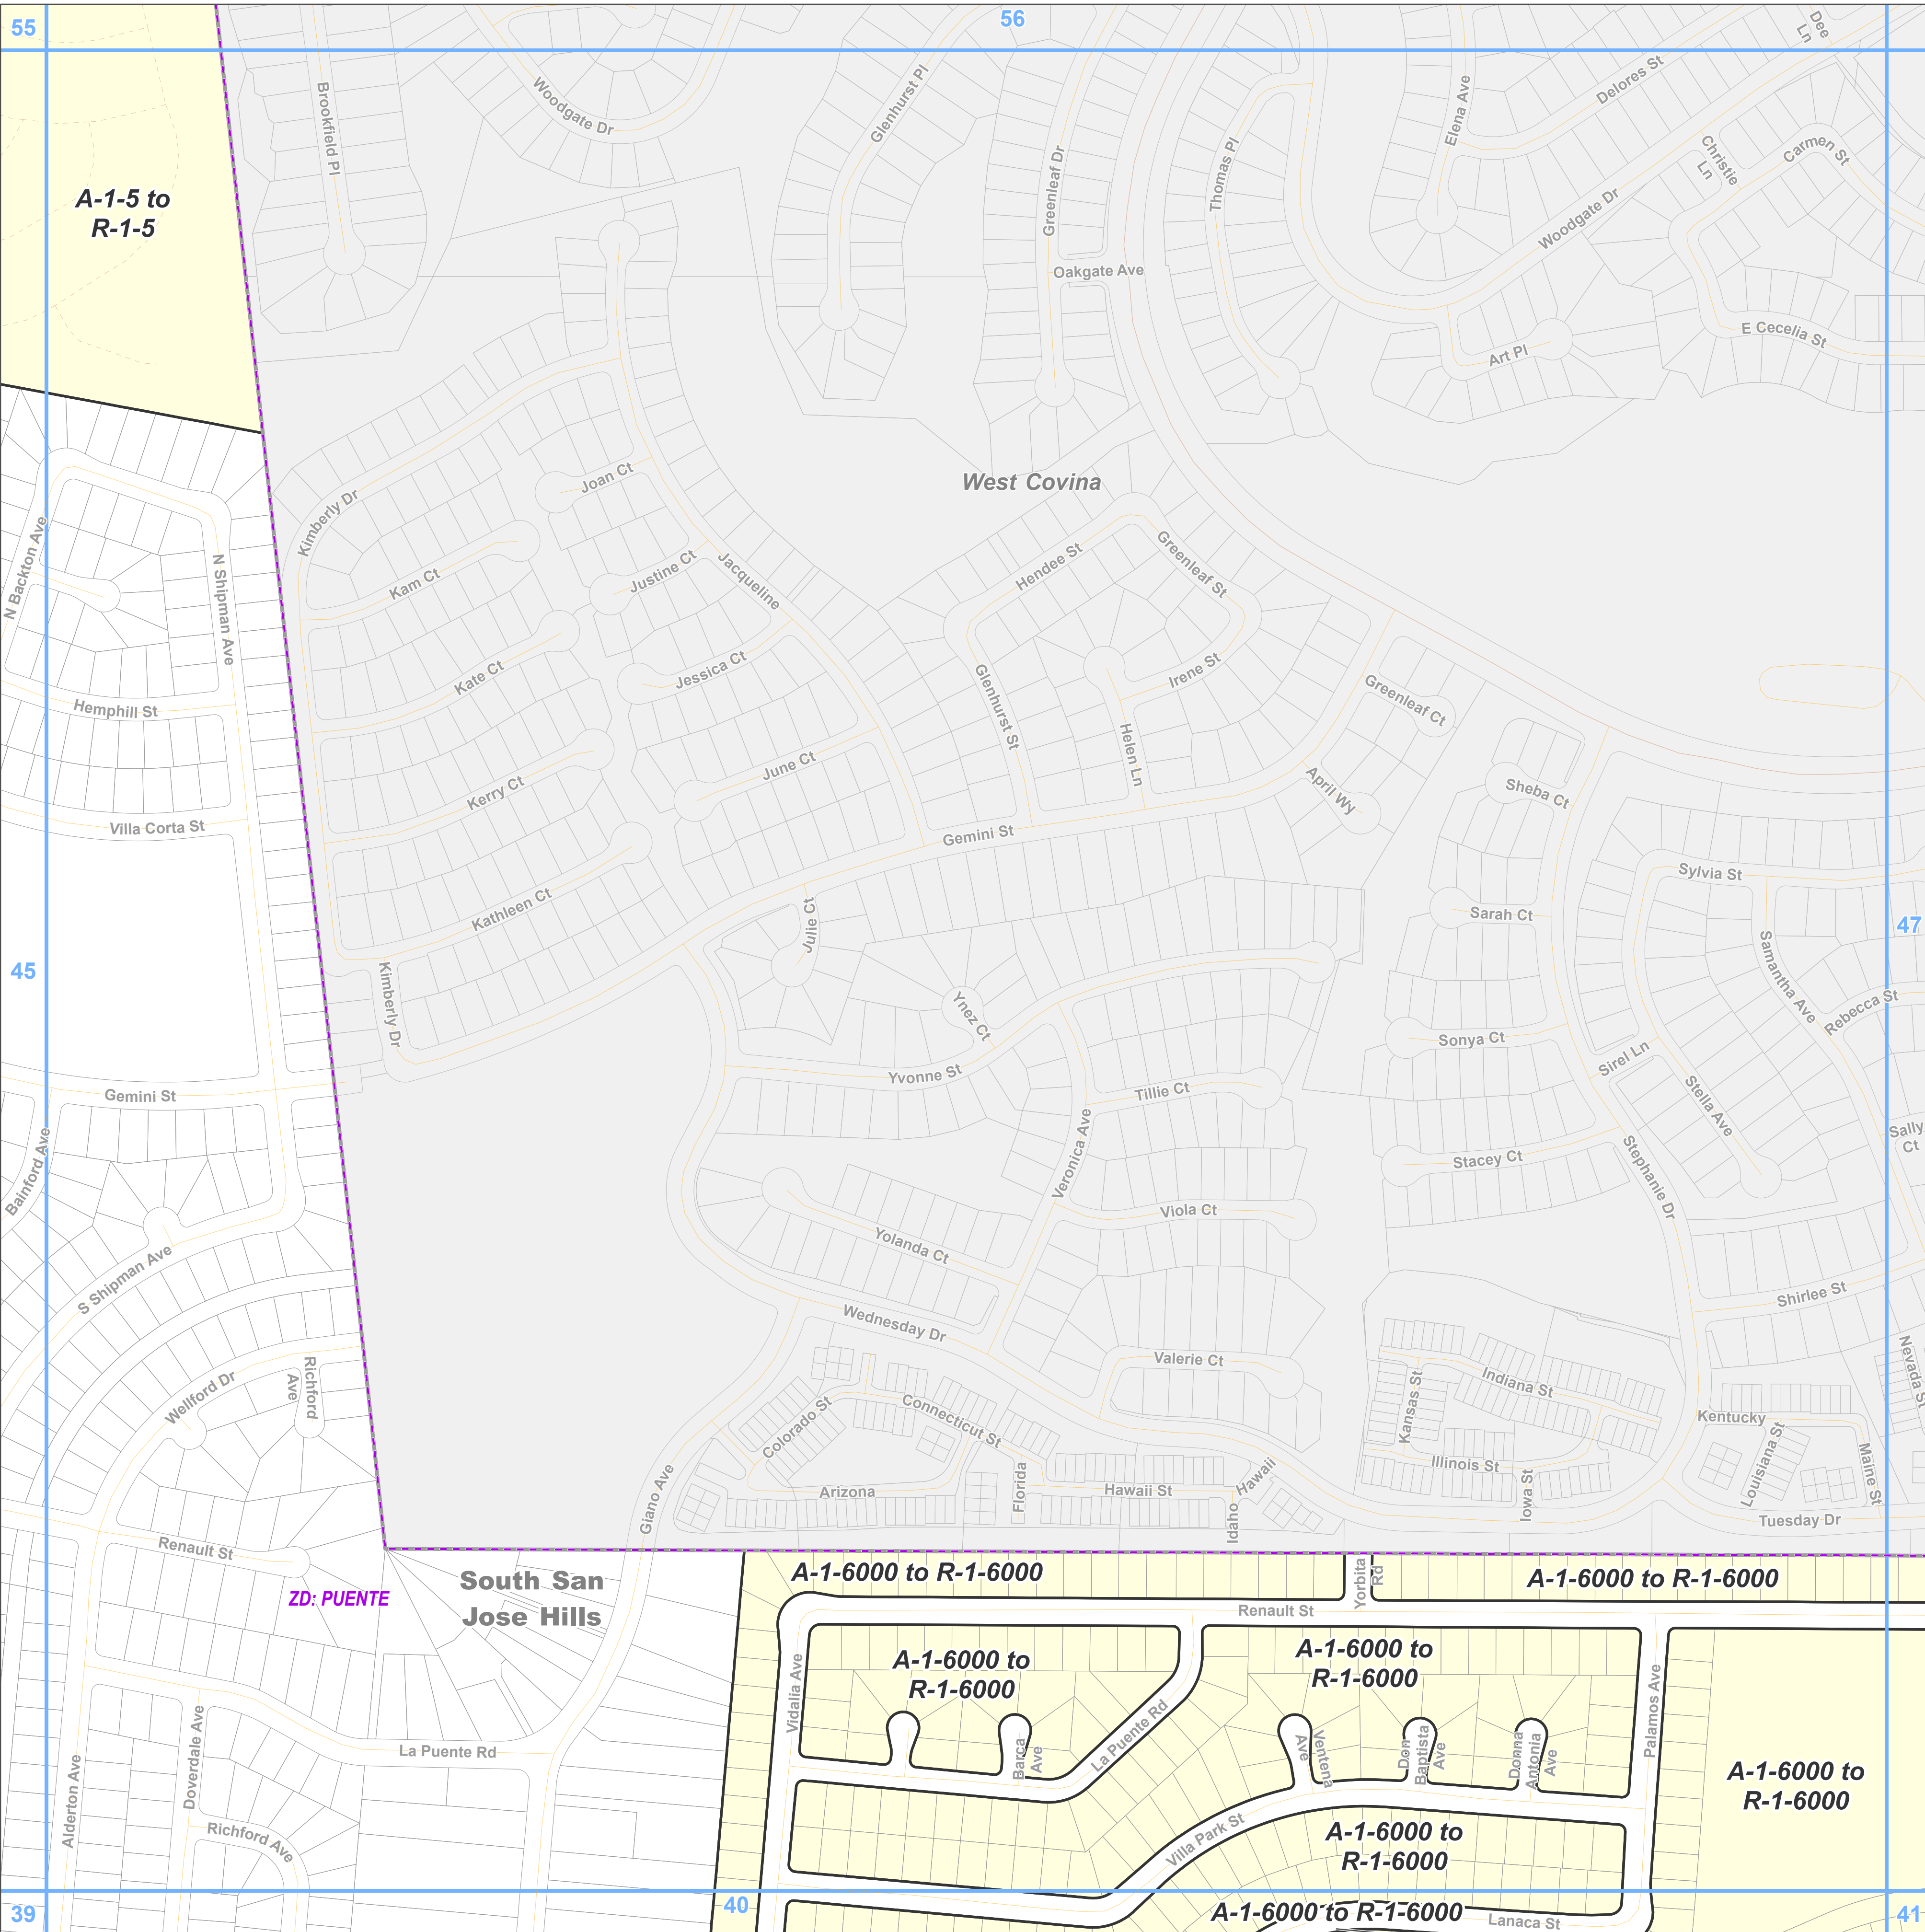 55
56
Dee
Ln
Brookfield Pl
Woodgate Dr
Glenhurst Pl
Greenleaf Dr
Thomas Pl
Elena Ave
Delores St
Christie
Ln
Carmen St
A-1-5 to
R-1-5
Woodgate Dr
Oakgate Ave
E Cecelia St
Art Pl
West Covina
Kimberly Dr
Joan Ct
N Backton Ave
N Shipman Ave
Kam Ct
Justine Ct
Jacqueline
Hendee St
Greenleaf St
Kate Ct
Jessica Ct
Glenhurst St
Irene St
Greenleaf Ct
Hemphill St
Helen Ln
Kerry Ct
June Ct
April Wy
Sheba Ct
Villa Corta St
Gemini St
Sylvia St
Kathleen Ct
Julie Ct
Sarah Ct
47
45
Kimberly Dr
Ynez Ct
Samantha Ave
Rebecca St
Sonya Ct
Sirel Ln
Gemini St
Yvonne St
Tillie Ct
Stella Ave
Bainford Ave
Veronica Ave
Stacey Ct
Stephanie Dr
Sally
Ct
Viola Ct
Yolanda Ct
S Shipman Ave
Shirlee St
Wednesday Dr
Valerie Ct
Nevada St
Wellford Dr
Richford
Ave
Colorado St
Connecticut St
Kansas St
Indiana St
Kentucky
Louisiana St
Maine St
Giano Ave
Arizona
Florida
Hawaii St
Hawaii
Idaho
Illinois St
Iowa St
Tuesday Dr
Renault St
ZD: PUENTE
South San
Jose Hills
A-1-6000 to R-1-6000
Yorbita
Rd
A-1-6000 to R-1-6000
Renault St
Vidalia Ave
A-1-6000 to
R-1-6000
A-1-6000 to
R-1-6000
Palamos Ave
La Puente Rd
Barca
Ave
La Puente Rd
Ventena
Ave
Don
Baptista
Ave
Donna
Antonia
Ave
A-1-6000 to
R-1-6000
Alderton Ave
Doverdale Ave
Richford Ave
Villa Park St
A-1-6000 to
R-1-6000
39
40
A-1-6000 to R-1-6000
Lanaca St
41